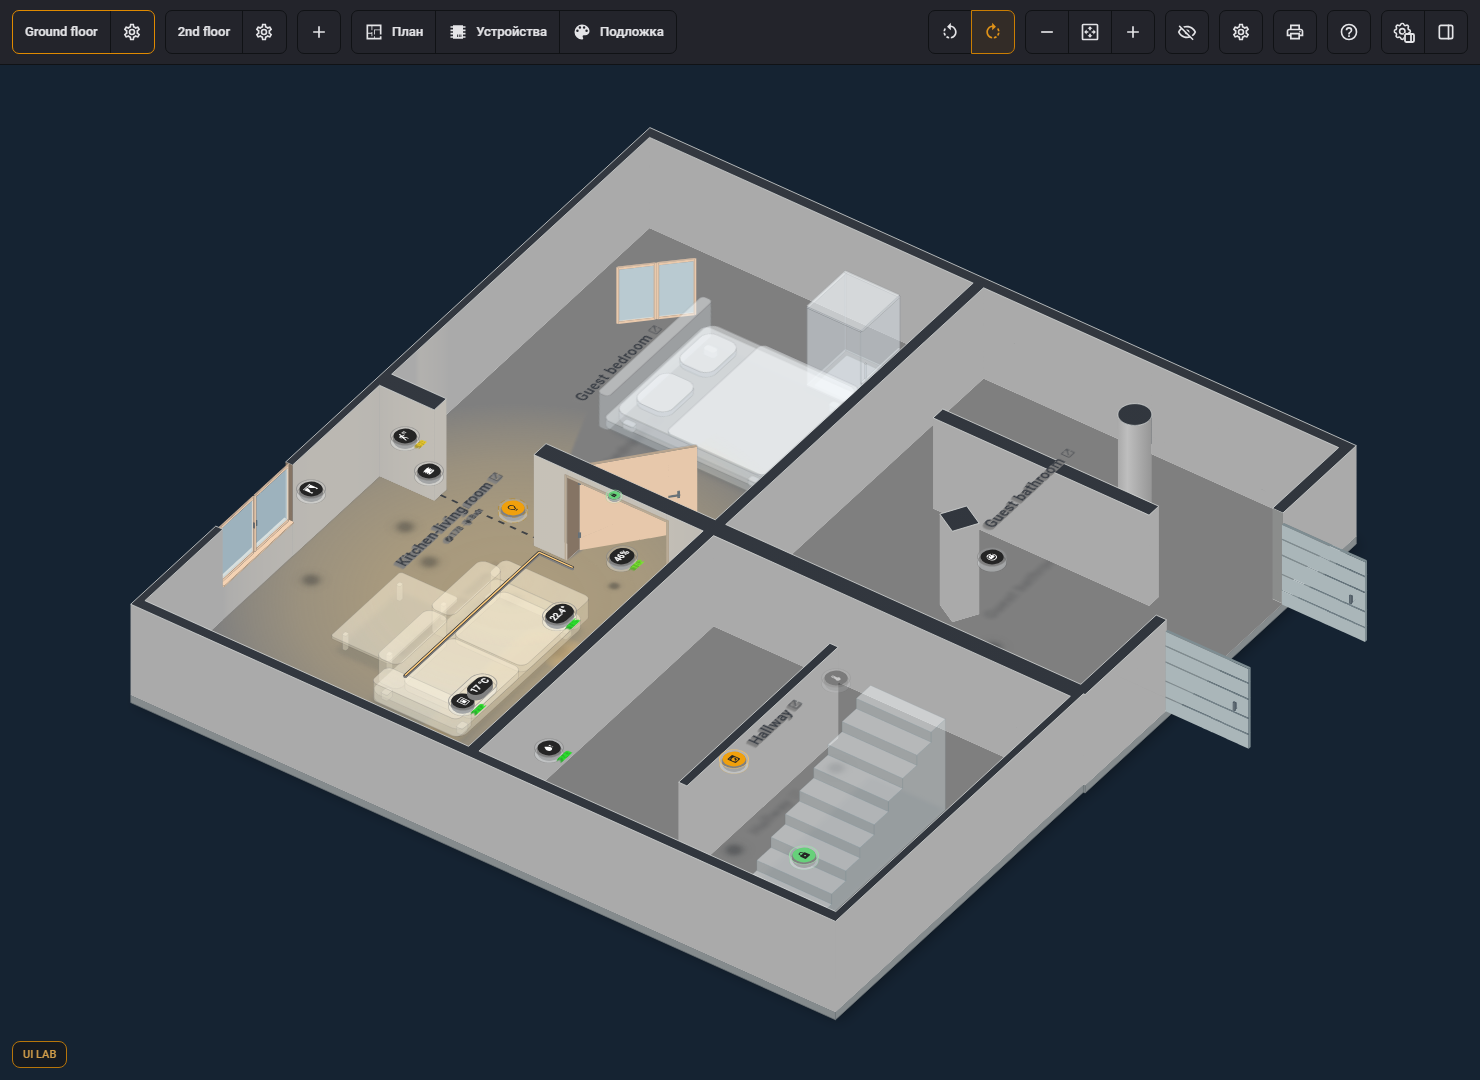 Ground floor
2nd floor
План
Устройства
Подложка
Guest bedroom
Kitchen-living room
Guest bathroom
Hallway
46%
22.4°
17 °C
UI LAB